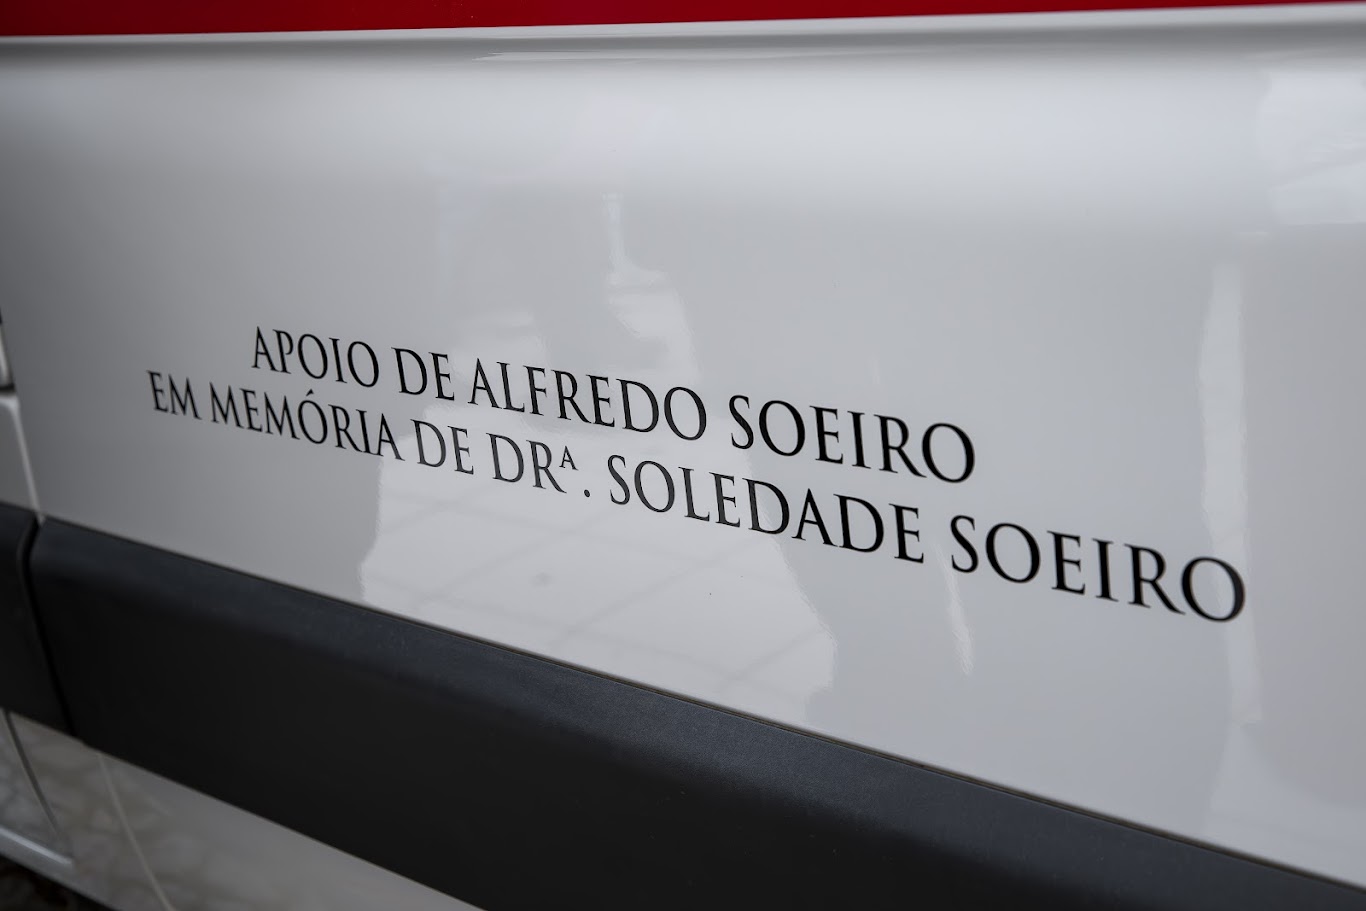 APOIO DE ALFREDO SOEIRO
EM MEMÓRIA DE DRᴬ. SOLEDADE SOEIRO